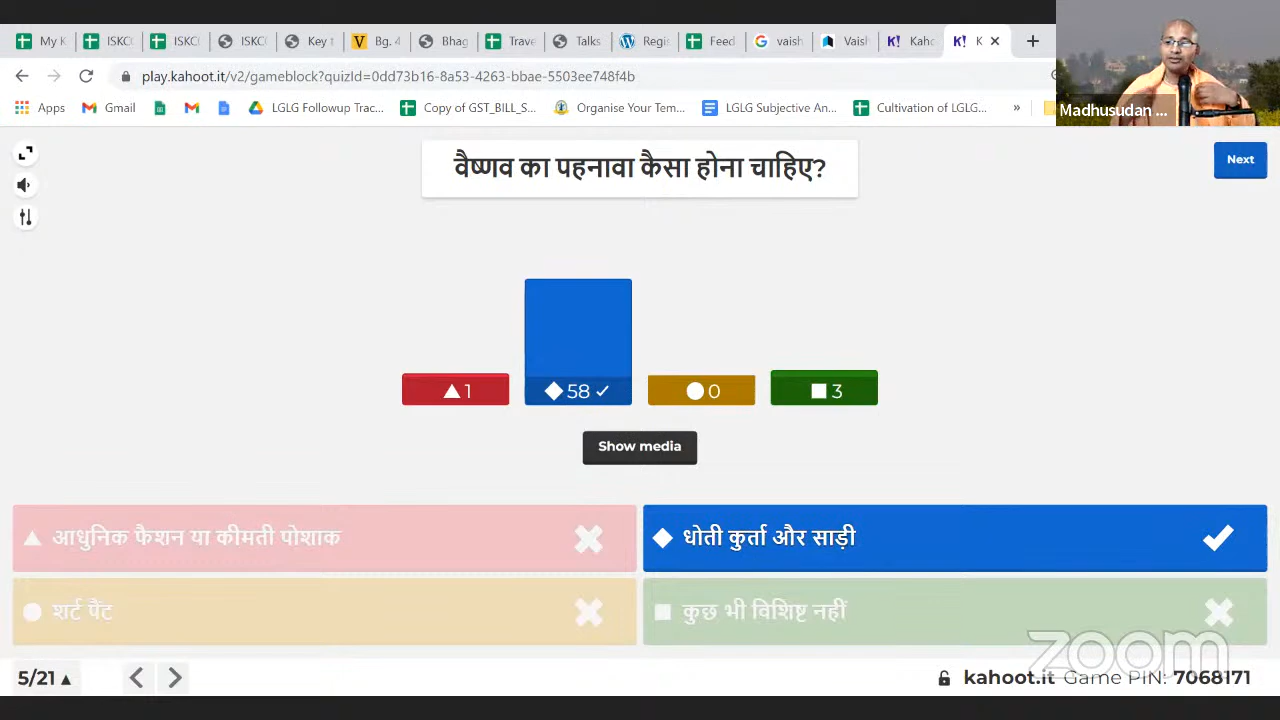 My K
ISKCO
ISKCO
ISKCO
Key t
Bg. 4
Bhag
Trave
Talks
Regis
Feed
vaish
Vaish
Kaho
K
play.kahoot.it/v2/gameblock?quizId=0dd73b16-8a53-4263-bbae-5503ee748f4b
Apps
Gmail
LGLG Followup Trac...
Copy of GST_BILL_S...
Organise Your Tem...
LGLG Subjective An...
Cultivation of LGLG...
»
Madhusudan ...
वैष्णव का पहनावा कैसा होना चाहिए?
Next
1
58
0
3
Show media
आधुनिक फैशन या कीमती पोशाक
धोती कुर्ता और साड़ी
शर्ट पैंट
कुछ भी विशिष्ट नहीं
zoom
5/21
kahoot.it Game PIN: 7068171